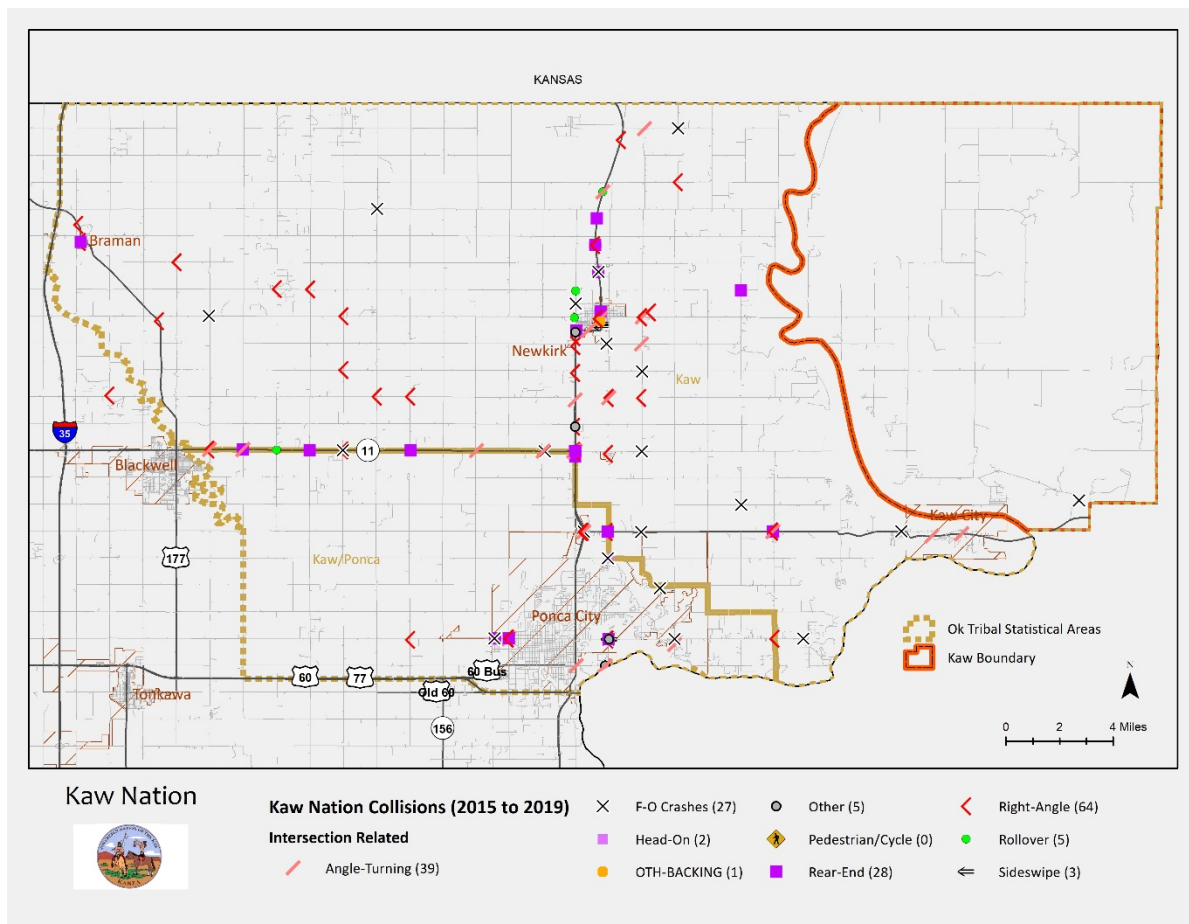 KANSAS
Braman
Newkirk
Kaw
35
11
Blackwell
Kaw City
177
Kaw/Ponca
Ponca City
Ok Tribal Statistical Areas
Kaw Boundary
60 Bus
60
77
Old 60
Tonkawa
156
N
0 2 4 Miles
Kaw Nation
Kaw Nation Collisions (2015 to 2019)
Intersection Related
Angle-Turning (39)
F-O Crashes (27)
Head-On (2)
OTH-BACKING (1)
Other (5)
Pedestrian/Cycle (0)
Rear-End (28)
Right-Angle (64)
Rollover (5)
Sideswipe (3)